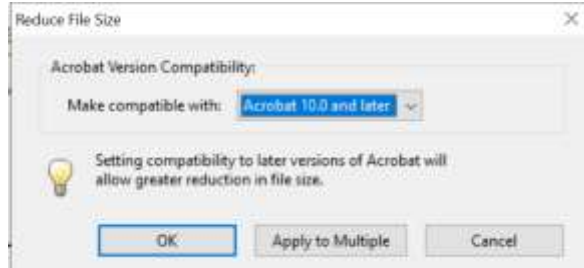 Reduce File Size
Acrobat Version Compatibility:
Make compatible with: Acrobat 10.0 and later
Setting compatibility to later versions of Acrobat will
allow greater reduction in file size.
OK Apply to Multiple Cancel